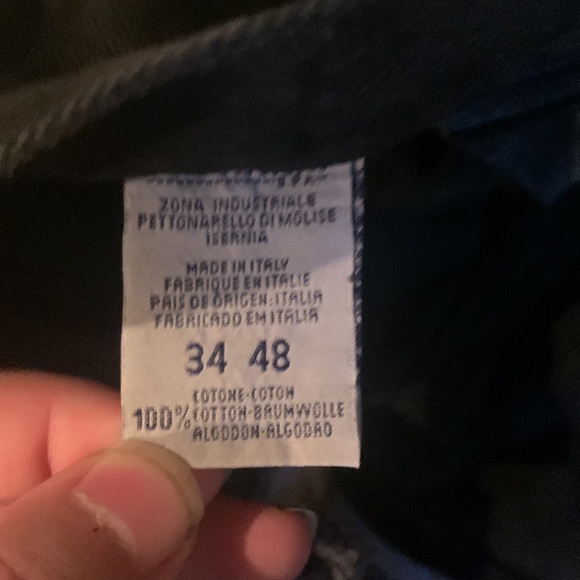 S.P.A.
ZONA INDUSTRIALE
PETTONARELLO DI MOLISE
ISERNIA
MADE IN ITALY
FABRIQUE EN ITALIE
PAIS DE ORIGEN: ITALIA
FABRICADO EM ITALIA
34 48
COTONE-COTON
100% COTTON-BAUMWOLLE
ALGODON-ALGODAO